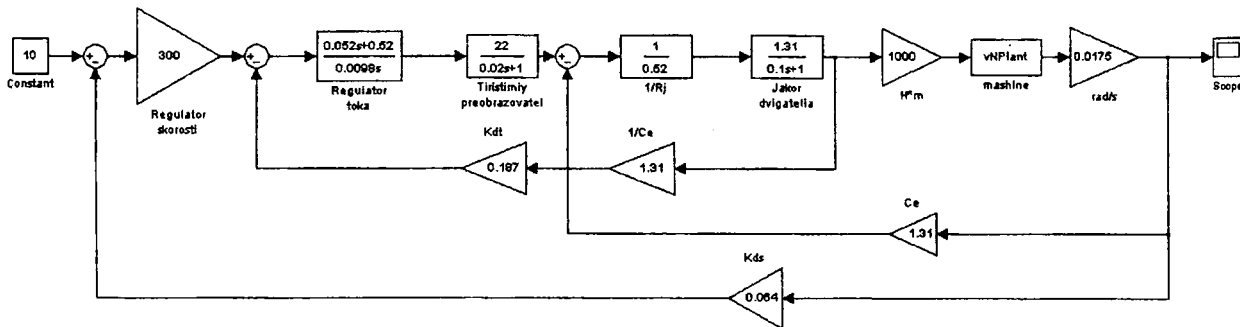 10
Constant
300
Regulator
skorosti
0.052s+0.52
0.0098s
Regulator
toka
22
0.02s+1
Tiristimiy
preobrazovatel
1
0.52
1/Rj
1.31
0.1s+1
Jakor
dvigatelia
1000
H*m
vNPlant
mashine
0.0175
rad/s
Scope
Kdt
0.187
1/Ce
1.31
Ce
1.31
Kds
0.064